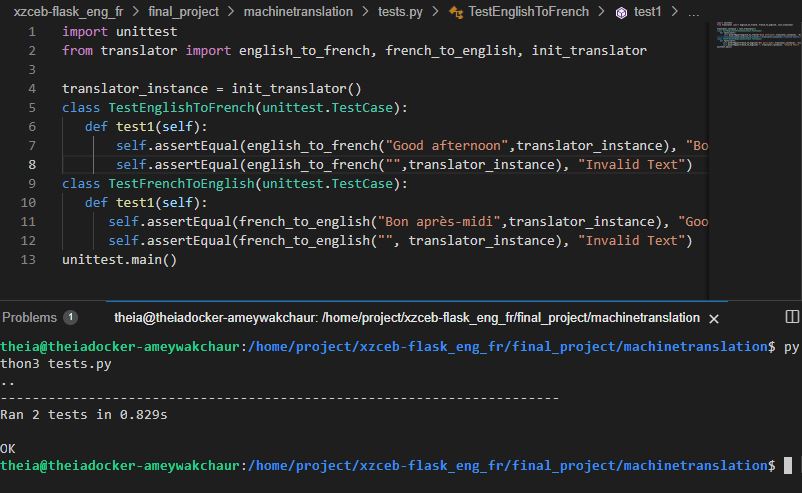 xzceb-flask_eng_fr > final_project > machinetranslation > tests.py > TestEnglishToFrench > test1 > ...
1 import unittest
2 from translator import english_to_french, french_to_english, init_translator
3
4 translator_instance = init_translator()
5 class TestEnglishToFrench(unittest.TestCase):
6 def test1(self):
7 self.assertEqual(english_to_french("Good afternoon",translator_instance), "Bo
8 self.assertEqual(english_to_french("",translator_instance), "Invalid Text")
9 class TestFrenchToEnglish(unittest.TestCase):
10 def test1(self):
11 self.assertEqual(french_to_english("Bon après-midi",translator_instance), "Goo
12 self.assertEqual(french_to_english("", translator_instance), "Invalid Text")
13 unittest.main()
Problems 1 theia@theiadocker-ameywakchaur: /home/project/xzceb-flask_eng_fr/final_project/machinetranslation ×
theia@theiadocker-ameywakchaur:/home/project/xzceb-flask_eng_fr/final_project/machinetranslation$ py
thon3 tests.py
..
----------------------------------------------------------------------
Ran 2 tests in 0.829s
OK
theia@theiadocker-ameywakchaur:/home/project/xzceb-flask_eng_fr/final_project/machinetranslation$